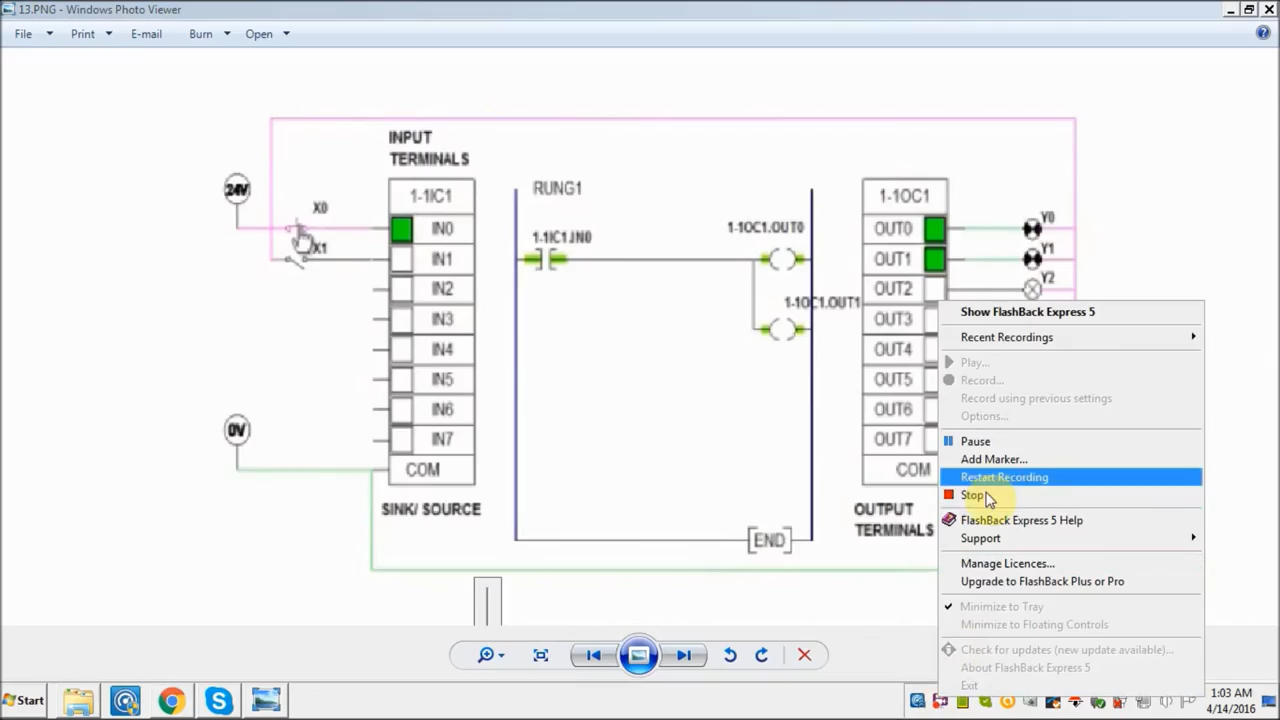 13.PNG - Windows Photo Viewer
File Print E-mail Burn Open
INPUT
TERMINALS
24V
X0
X1
1-1IC1
IN0
IN1
IN2
IN3
IN4
IN5
IN6
IN7
COM
0V
SINK/ SOURCE
RUNG1
1-1IC1.IN0
1-1OC1.OUT0
1-1OC1.OUT1
END
1-1OC1
OUT0
OUT1
OUT2
OUT3
OUT4
OUT5
OUT6
OUT7
COM
OUTPUT
TERMINALS
Y0
Y1
Y2
Show FlashBack Express 5
Recent Recordings
Play...
Record...
Record using previous settings
Options...
Pause
Add Marker...
Restart Recording
Stop
FlashBack Express 5 Help
Support
Manage Licences...
Upgrade to FlashBack Plus or Pro
Minimize to Tray
Minimize to Floating Controls
Check for updates (new update available)...
About FlashBack Express 5
Exit
Start
1:03 AM
4/14/2016